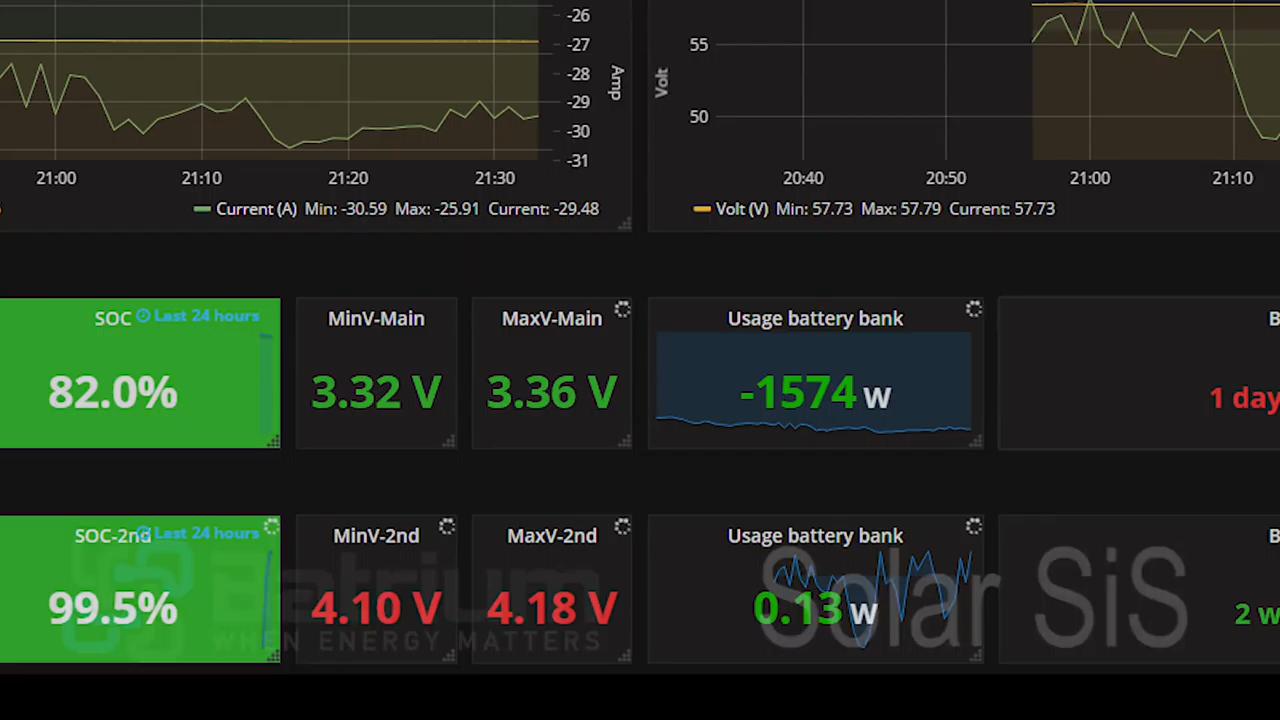 -26
-27
-28
-29
-30
-31
Amp
21:00 21:10 21:20 21:30
Current (A) Min: -30.59 Max: -25.91 Current: -29.48
Volt
55
50
20:40 20:50 21:00 21:10
Volt (V) Min: 57.73 Max: 57.79 Current: 57.73
SOC Last 24 hours
82.0%
MinV-Main
3.32 V
MaxV-Main
3.36 V
Usage battery bank
-1574 W
B
1 day
SOC-2nd Last 24 hours
99.5%
MinV-2nd
4.10 V
MaxV-2nd
4.18 V
Usage battery bank
0.13 W
B
2 w
Batrium
WHEN ENERGY MATTERS
Solar SiS